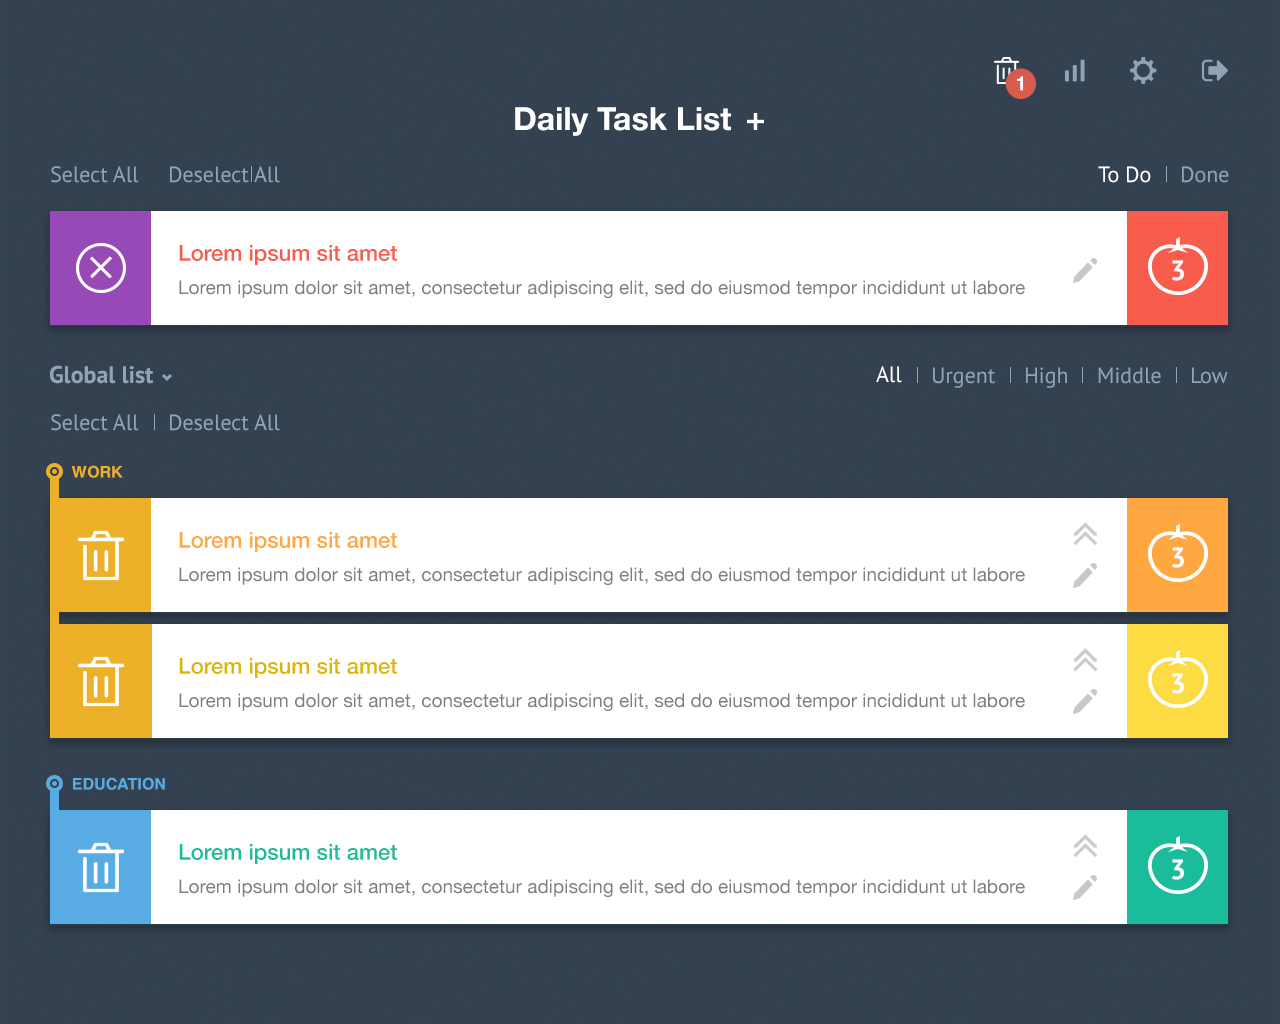 1
Daily Task List +
Select All Deselect All To Do | Done
Lorem ipsum sit amet
Lorem ipsum dolor sit amet, consectetur adipiscing elit, sed do eiusmod tempor incididunt ut labore
3
Global list All | Urgent | High | Middle | Low
Select All | Deselect All
WORK
Lorem ipsum sit amet
Lorem ipsum dolor sit amet, consectetur adipiscing elit, sed do eiusmod tempor incididunt ut labore
3
Lorem ipsum sit amet
Lorem ipsum dolor sit amet, consectetur adipiscing elit, sed do eiusmod tempor incididunt ut labore
3
EDUCATION
Lorem ipsum sit amet
Lorem ipsum dolor sit amet, consectetur adipiscing elit, sed do eiusmod tempor incididunt ut labore
3